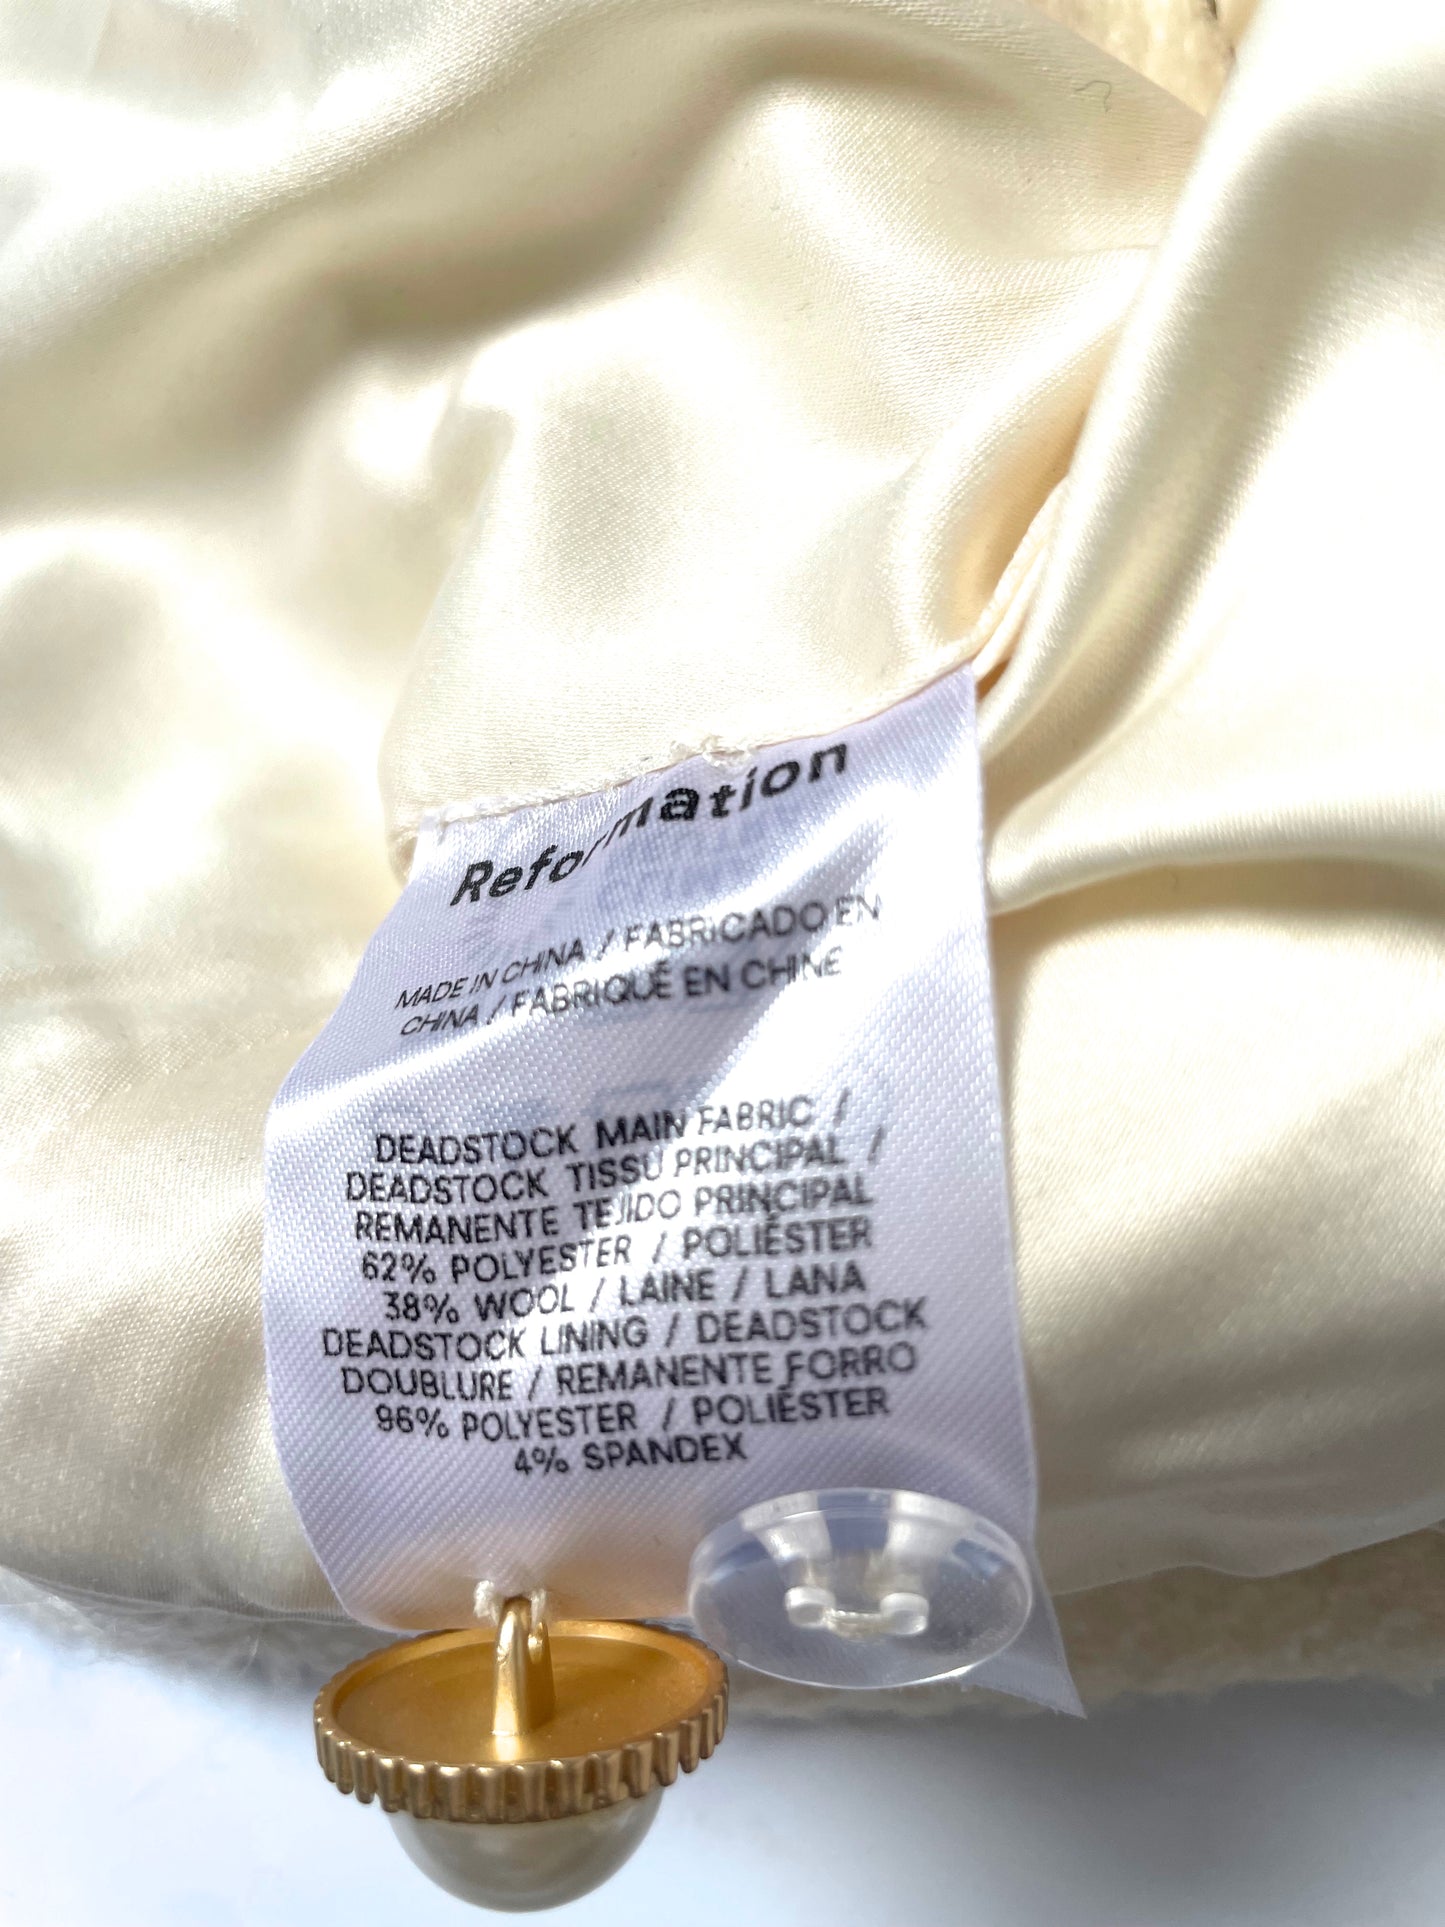 Reformation
MADE IN CHINA / FABRICADO EN
CHINA / FABRIQUÉ EN CHINE
DEADSTOCK MAIN FABRIC /
DEADSTOCK TISSU PRINCIPAL /
REMANENTE TEJIDO PRINCIPAL
62% POLYESTER / POLIÉSTER
38% WOOL / LAINE / LANA
DEADSTOCK LINING / DEADSTOCK
DOUBLURE / REMANENTE FORRO
96% POLYESTER / POLIÉSTER
4% SPANDEX